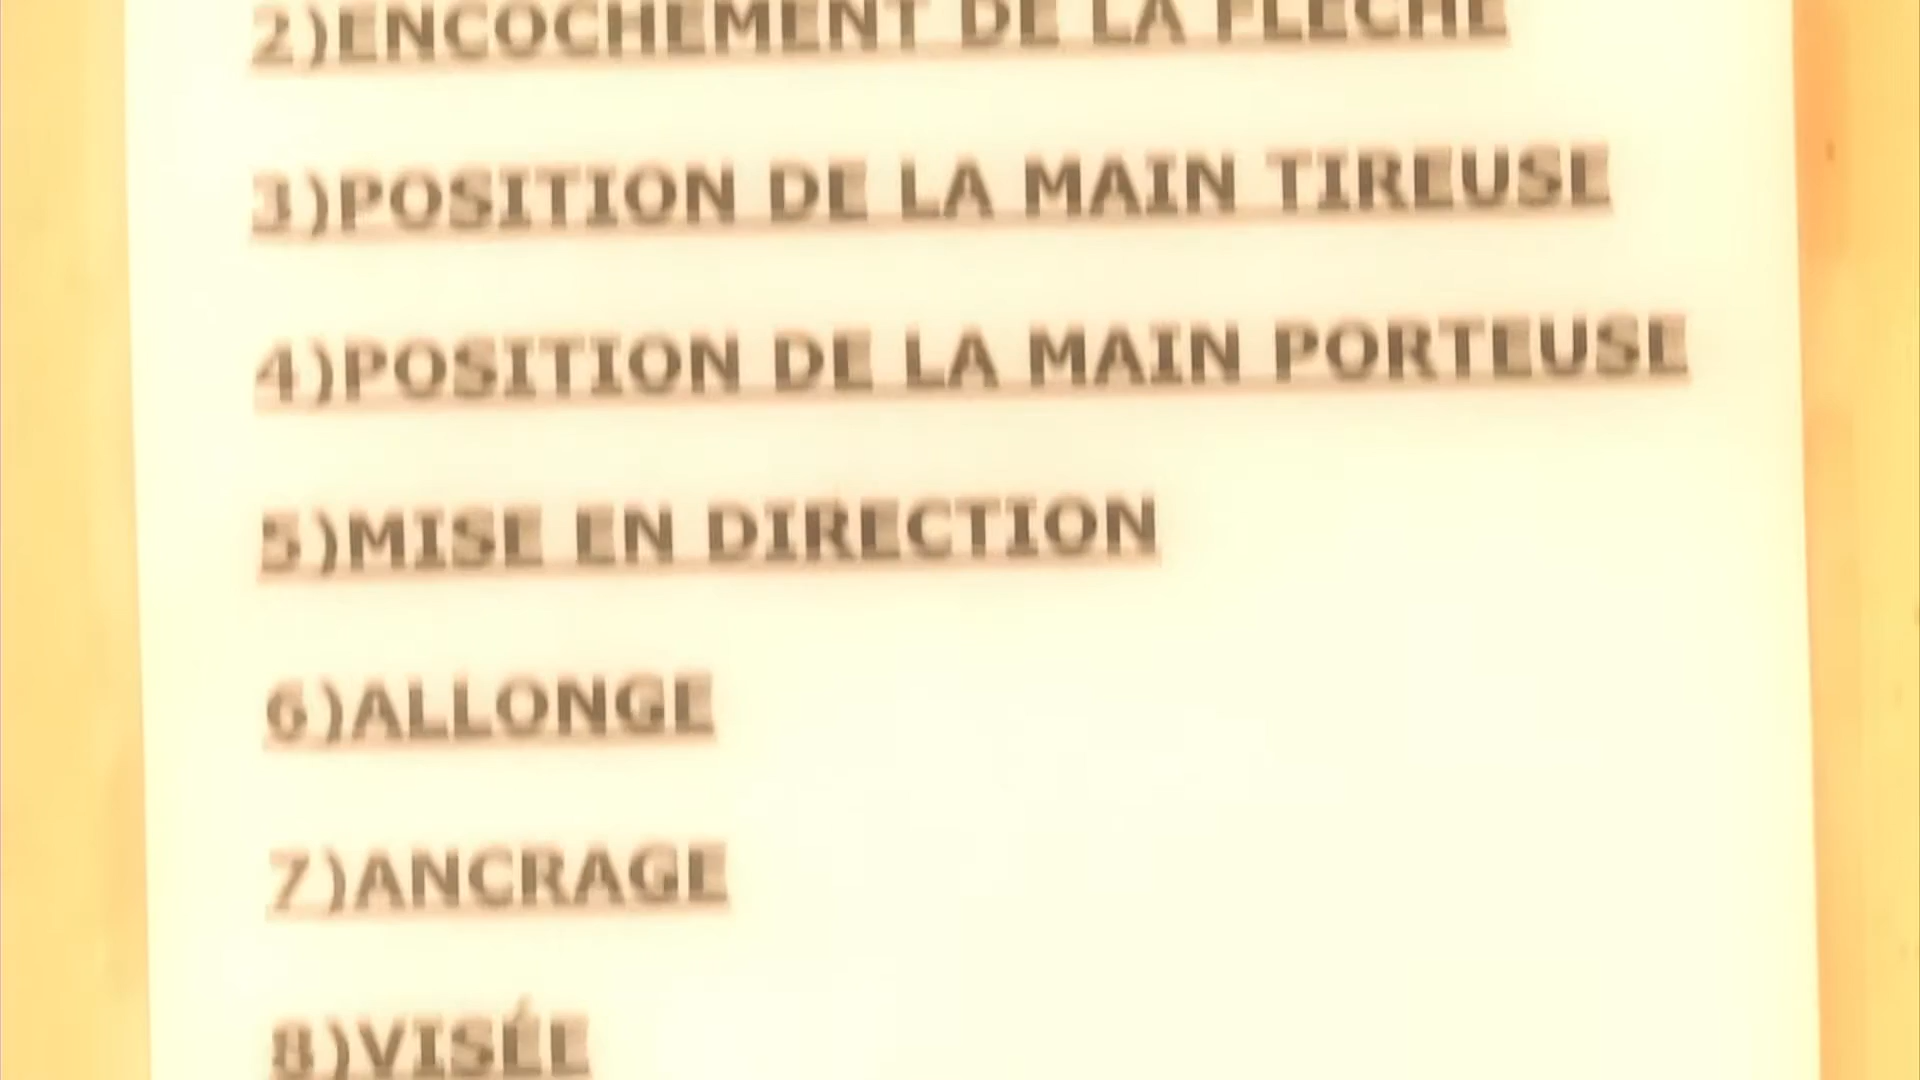 2)ENCOCHEMENT DE LA FLECHE
3)POSITION DE LA MAIN TIREUSE
4)POSITION DE LA MAIN PORTEUSE
5)MISE EN DIRECTION
6)ALLONGE
7)ANCRAGE
8)VISÉE